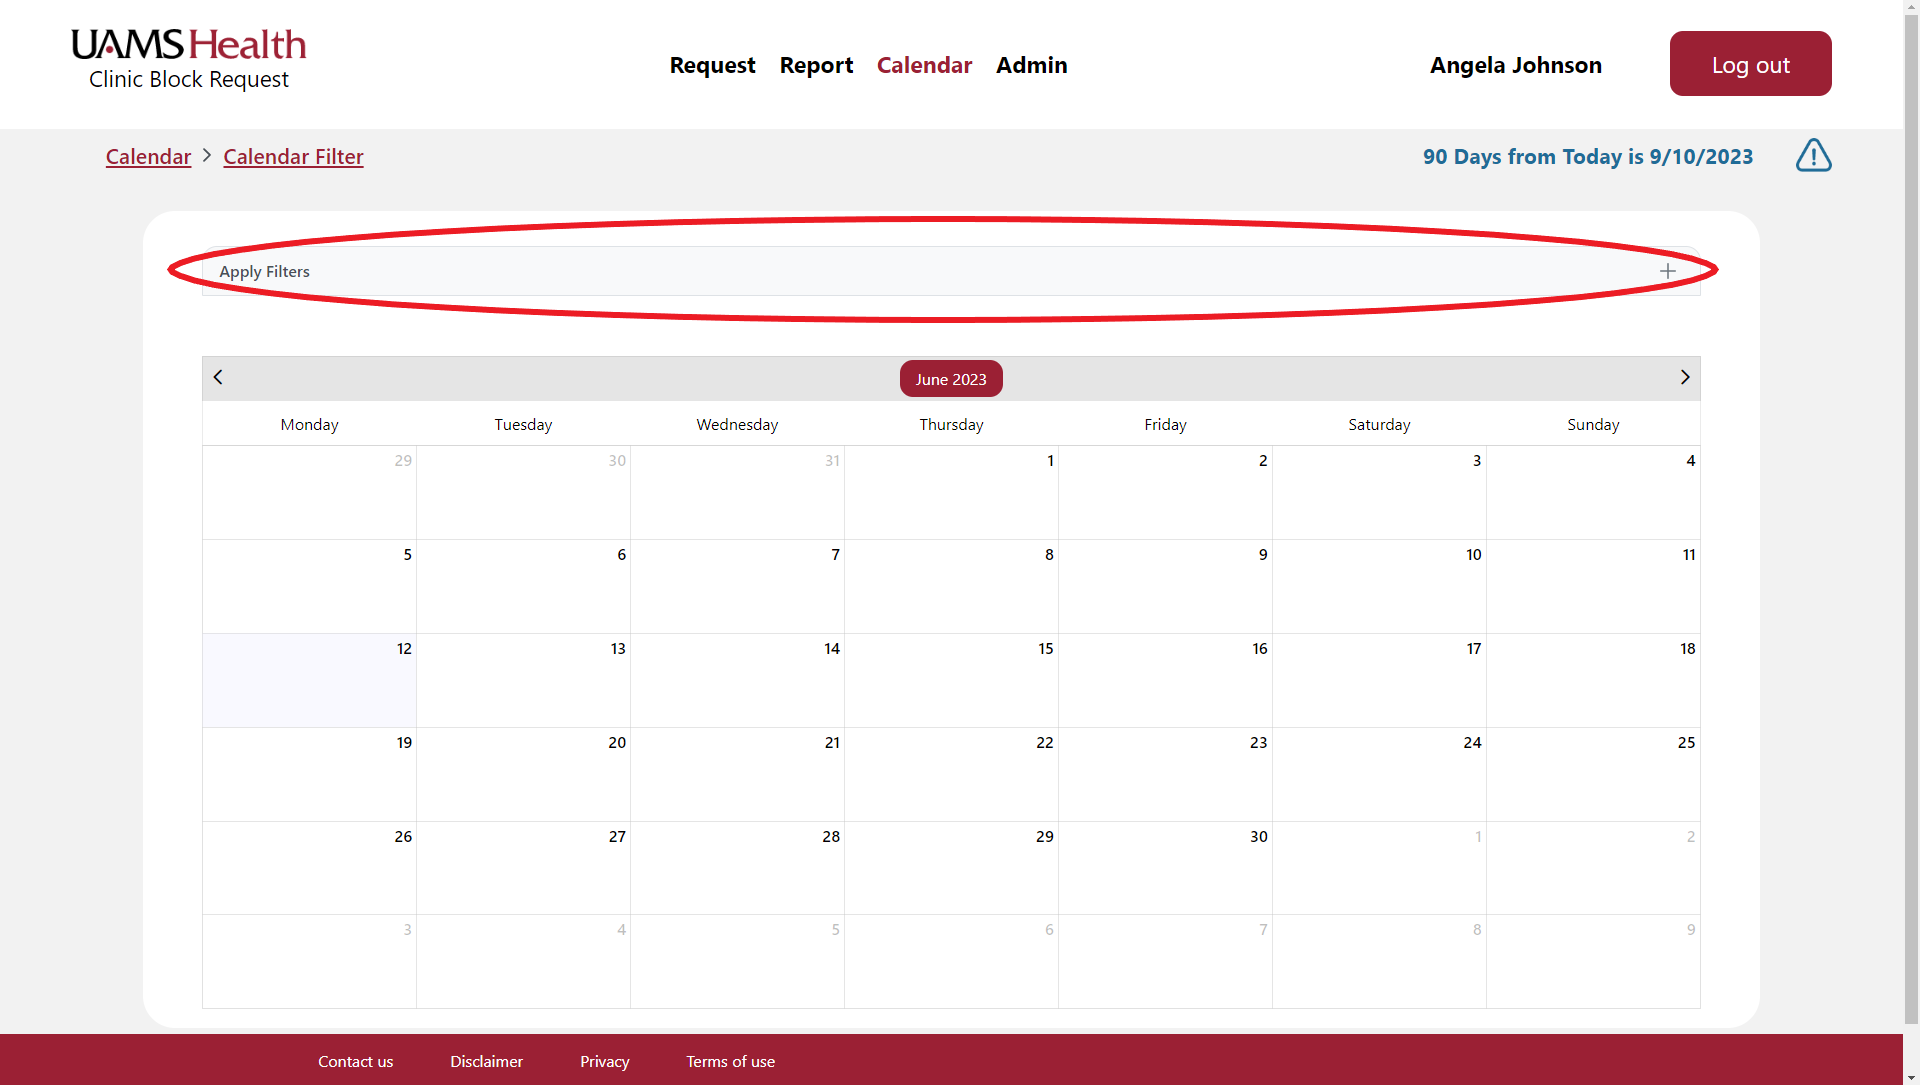 UAMS Health
Clinic Block Request
Request Report Calendar Admin
Angela Johnson
Log out
Calendar > Calendar Filter
90 Days from Today is 9/10/2023
Apply Filters
June 2023
Monday Tuesday Wednesday Thursday Friday Saturday Sunday
29 30 31 1 2 3 4
5 6 7 8 9 10 11
12 13 14 15 16 17 18
19 20 21 22 23 24 25
26 27 28 29 30 1 2
3 4 5 6 7 8 9
Contact us Disclaimer Privacy Terms of use